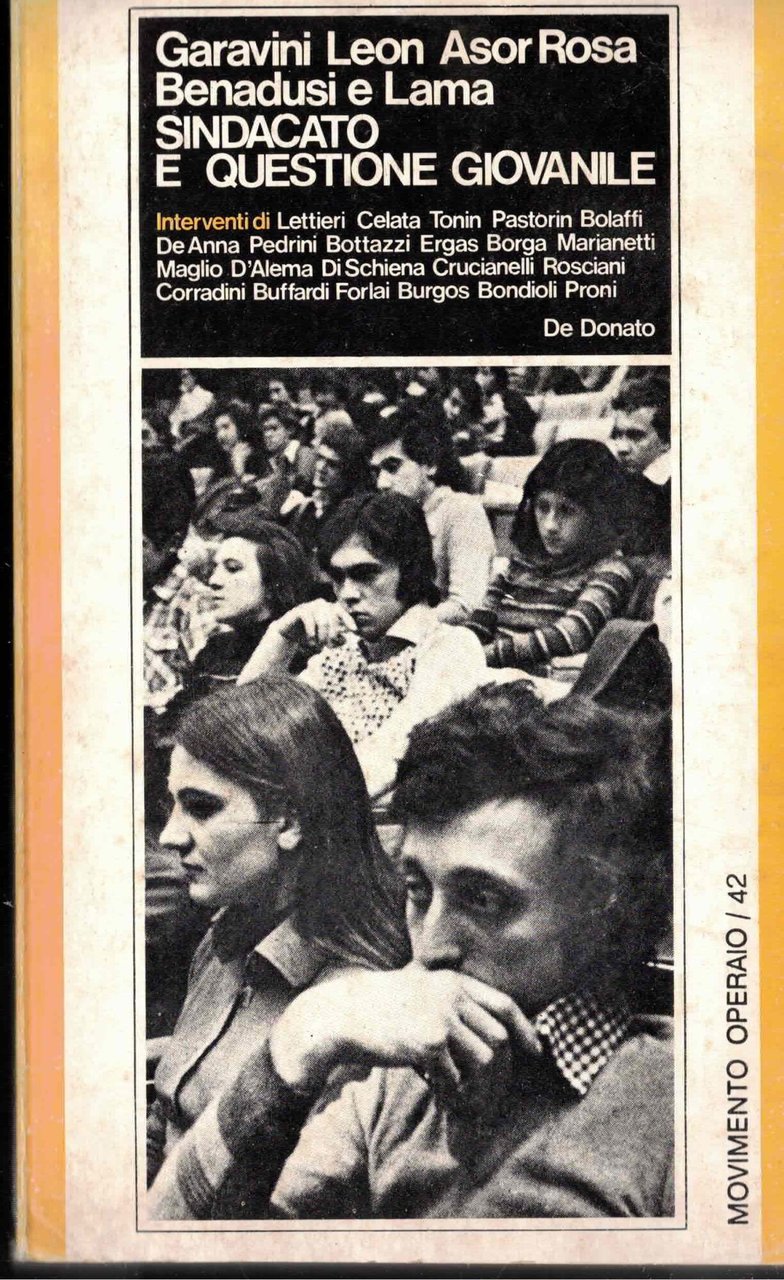 Garavini Leon Asor Rosa
Benadusi e Lama
SINDACATO
E QUESTIONE GIOVANILE
Interventi di Lettieri Celata Tonin Pastorin Bolaffi
De Anna Pedrini Bottazzi Ergas Borga Marianetti
Maglio D'Alema Di Schiena Crucianelli Rosciani
Corradini Buffardi Forlai Burgos Bondioli Proni
De Donato
MOVIMENTO OPERAIO / 42